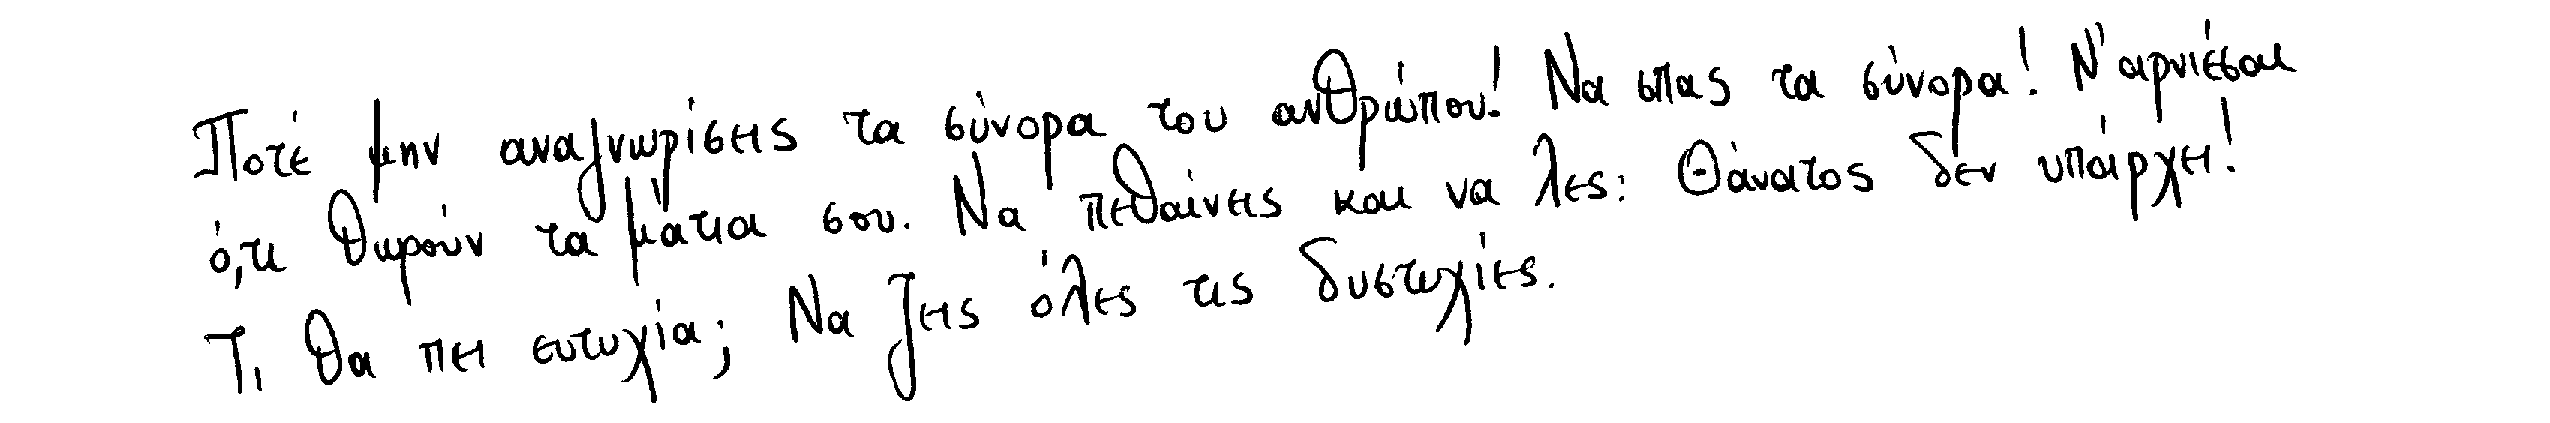 Ποτέ μην αναγνωρίσεις τα σύνορα του ανθρώπου! Να σπας τα σύνορα! Ν'αρνιέσαι
ό,τι θωρούν τα μάτια σου. Να πεθαίνεις και να λες: Θάνατος δεν υπάρχει!
Τι θα πει ευτυχία; Να ζεις όλες τις δυστυχίες.